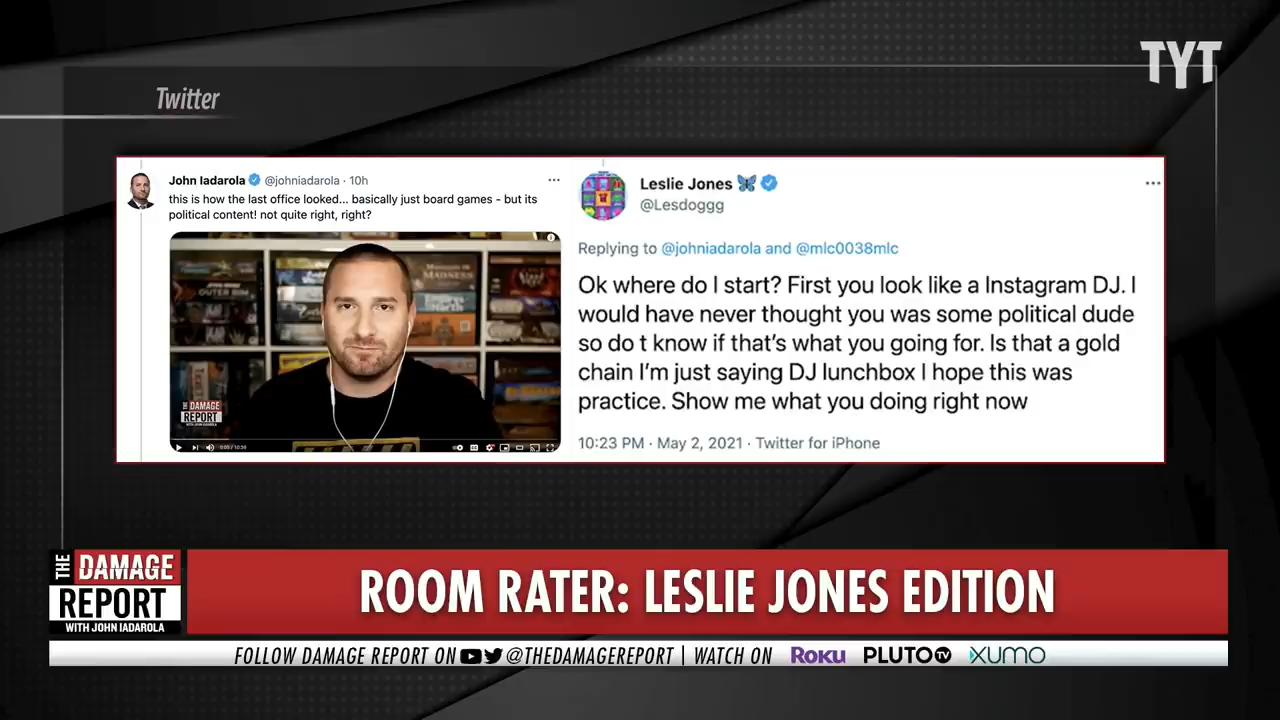 TYT
Twitter
John Iadarola @johniadarola · 10h
this is how the last office looked... basically just board games - but its
political content! not quite right, right?
OUTER RIM
MADNESS
THE DAMAGE
REPORT
Leslie Jones
@Lesdoggg
Replying to @johniadarola and @mlc0038mlc
Ok where do I start? First you look like a Instagram DJ. I
would have never thought you was some political dude
so do t know if that's what you going for. Is that a gold
chain I'm just saying DJ lunchbox I hope this was
practice. Show me what you doing right now
10:23 PM · May 2, 2021 · Twitter for iPhone
THE DAMAGE
REPORT
WITH JOHN IADAROLA
ROOM RATER: LESLIE JONES EDITION
FOLLOW DAMAGE REPORT ON @THEDAMAGEREPORT | WATCH ON ROKU PLUTO TV XUMO